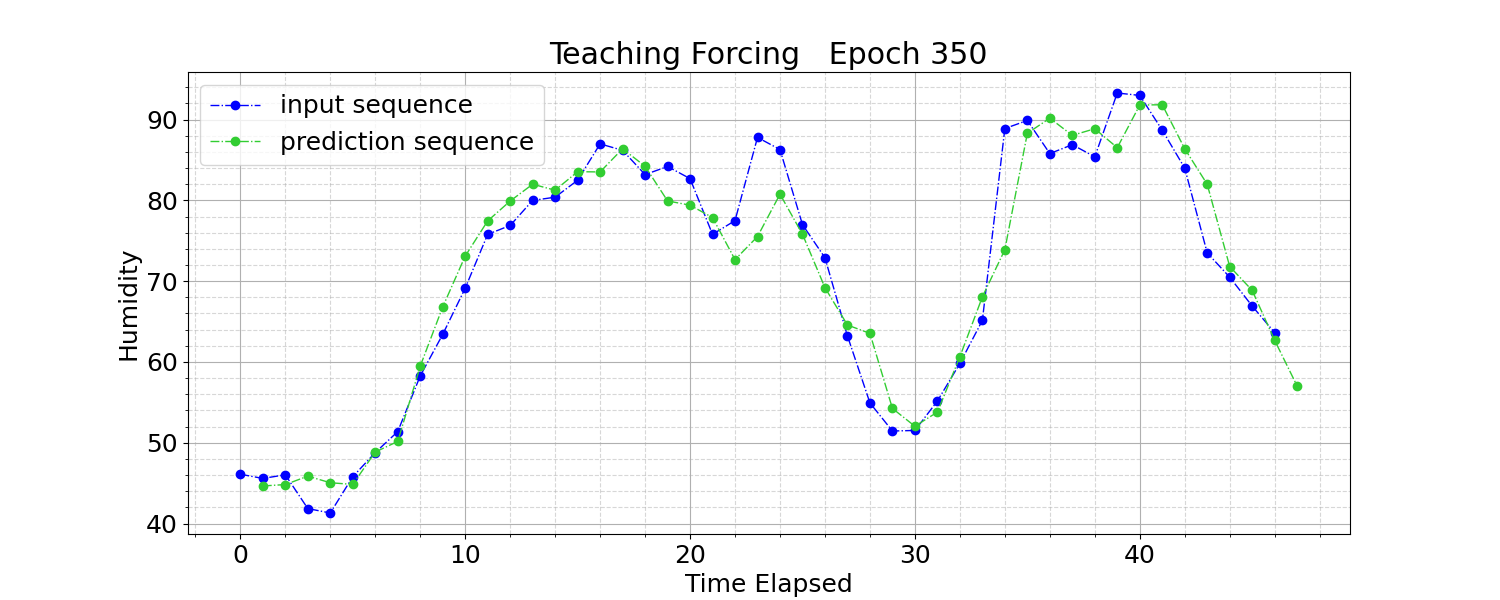 Teaching Forcing   Epoch 350
input sequence
prediction sequence
90
80
70
60
50
40
Humidity
0 10 20 30 40
Time Elapsed